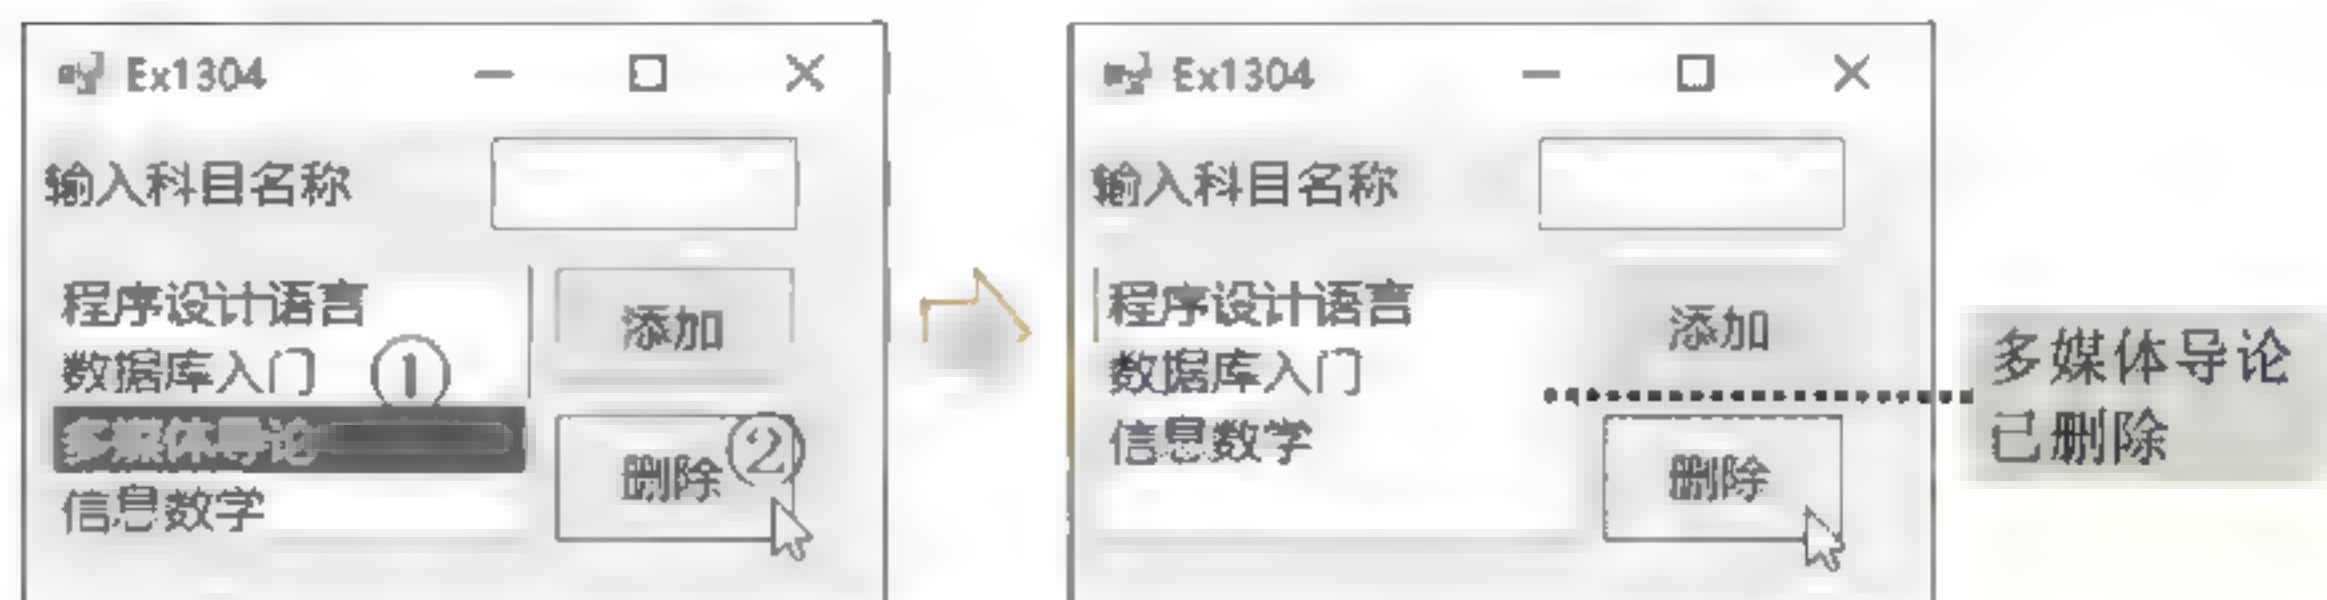 Ex1304
输入科目名称
程序设计语言
添加
数据库入门 ①
多媒体导论
删除 ②
信息数学
Ex1304
输入科目名称
程序设计语言
添加
数据库入门
信息数学
删除
多媒体导论
已删除